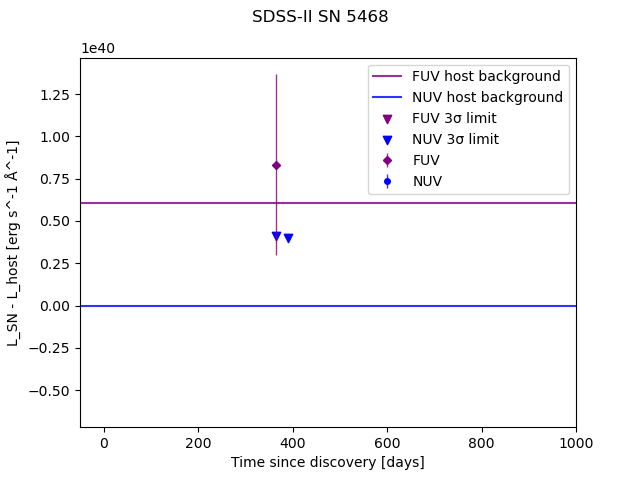 SDSS-II SN 5468
1e40
FUV host background
NUV host background
FUV 3σ limit
NUV 3σ limit
FUV
NUV
1.25
1.00
0.75
0.50
0.25
0.00
−0.25
−0.50
L_SN - L_host [erg s^-1 Å^-1]
0 200 400 600 800 1000
Time since discovery [days]